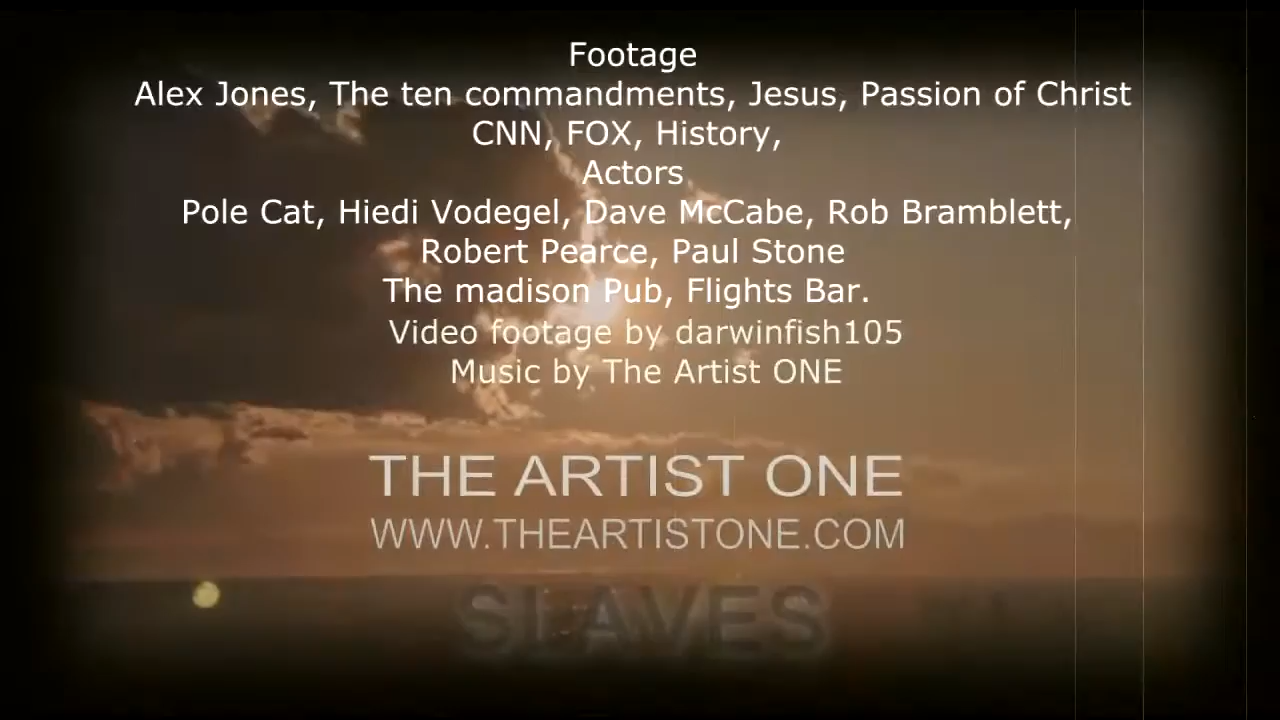 Footage
Alex Jones, The ten commandments, Jesus, Passion of Christ
CNN, FOX, History,
Actors
Pole Cat, Hiedi Vodegel, Dave McCabe, Rob Bramblett,
Robert Pearce, Paul Stone
The madison Pub, Flights Bar.
Video footage by darwinfish105
Music by The Artist ONE
THE ARTIST ONE
WWW.THEARTISTONE.COM
SLAVES